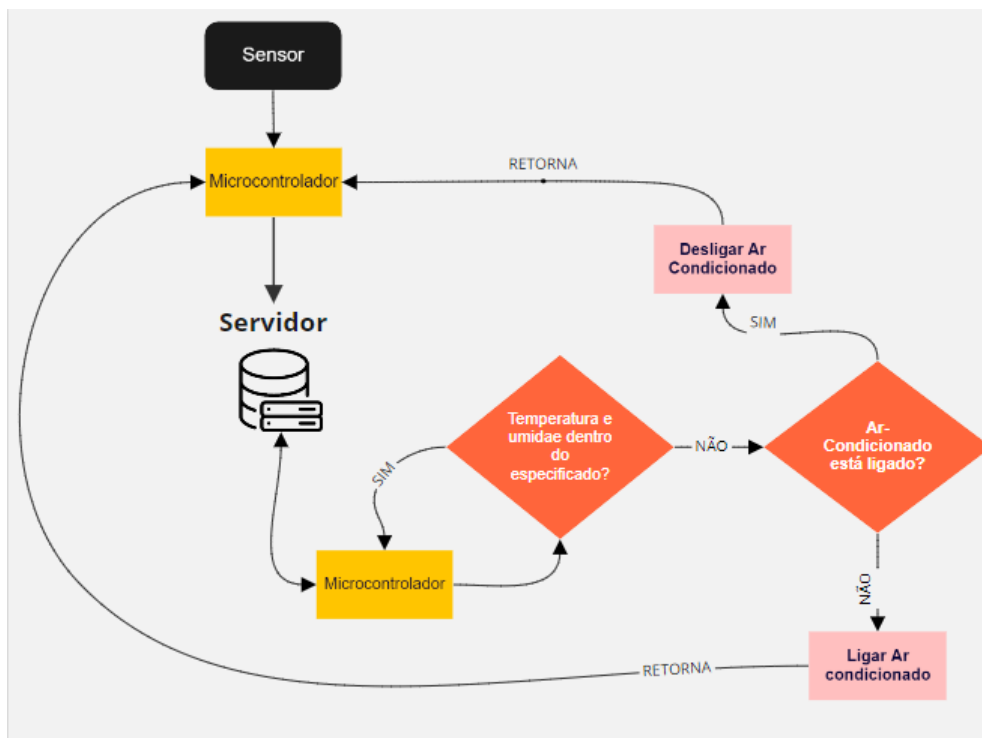 Sensor
Microcontrolador
RETORNA
Desligar Ar
Condicionado
Servidor
SIM
Temperatura e
umidae dentro
do
especificado?
NÃO
Ar-
Condicionado
está ligado?
SIM
Microcontrolador
NÃO
Ligar Ar
condicionado
RETORNA